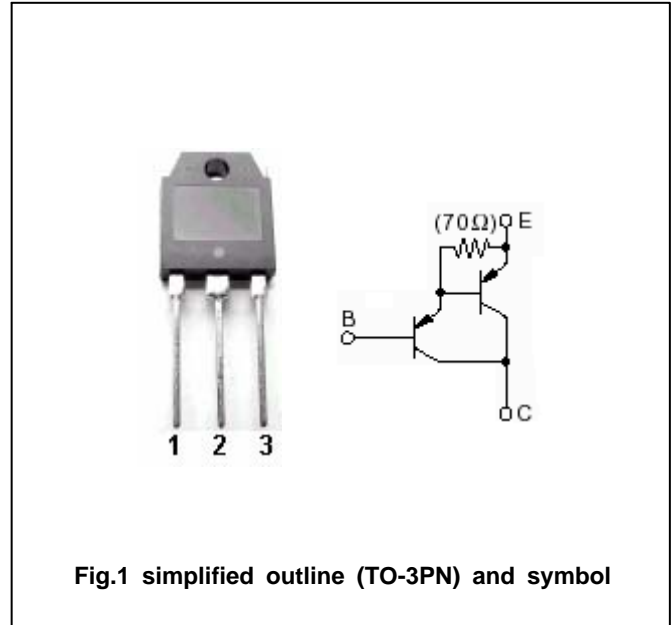 (70Ω) E
B
C
1 2 3
Fig.1 simplified outline (TO-3PN) and symbol